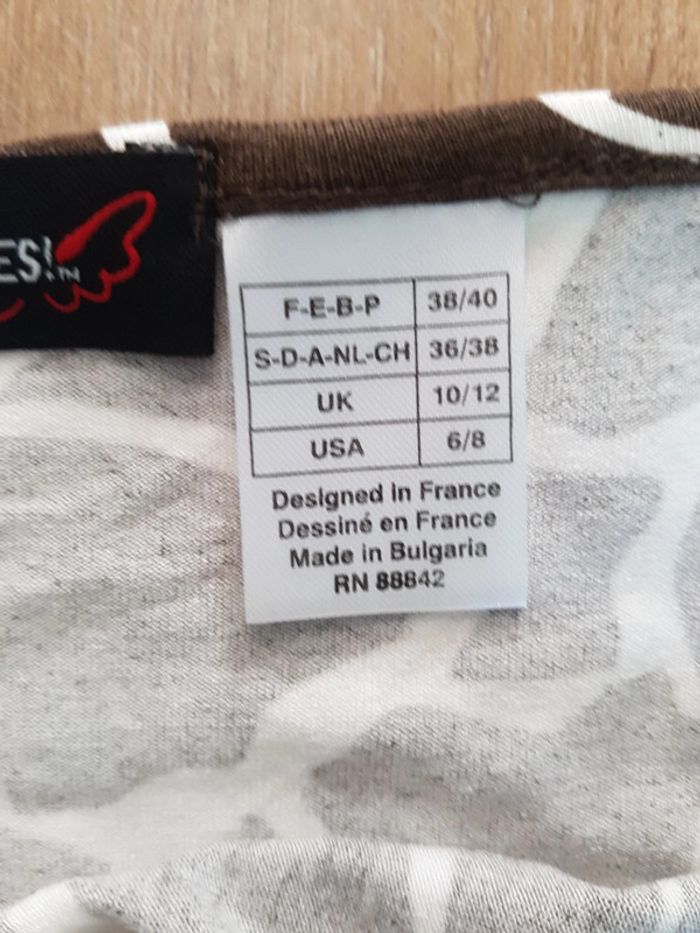 ES!™
F-E-B-P 38/40
S-D-A-NL-CH 36/38
UK 10/12
USA 6/8
Designed in France
Dessiné en France
Made in Bulgaria
RN 88842